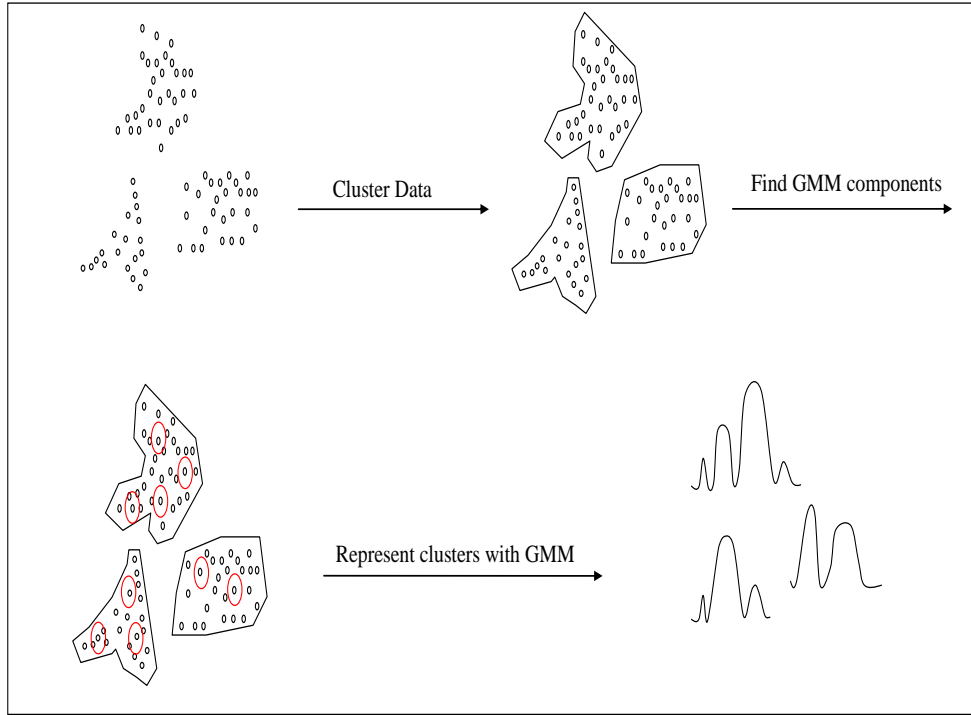 Cluster Data
Find GMM components
Represent clusters with GMM